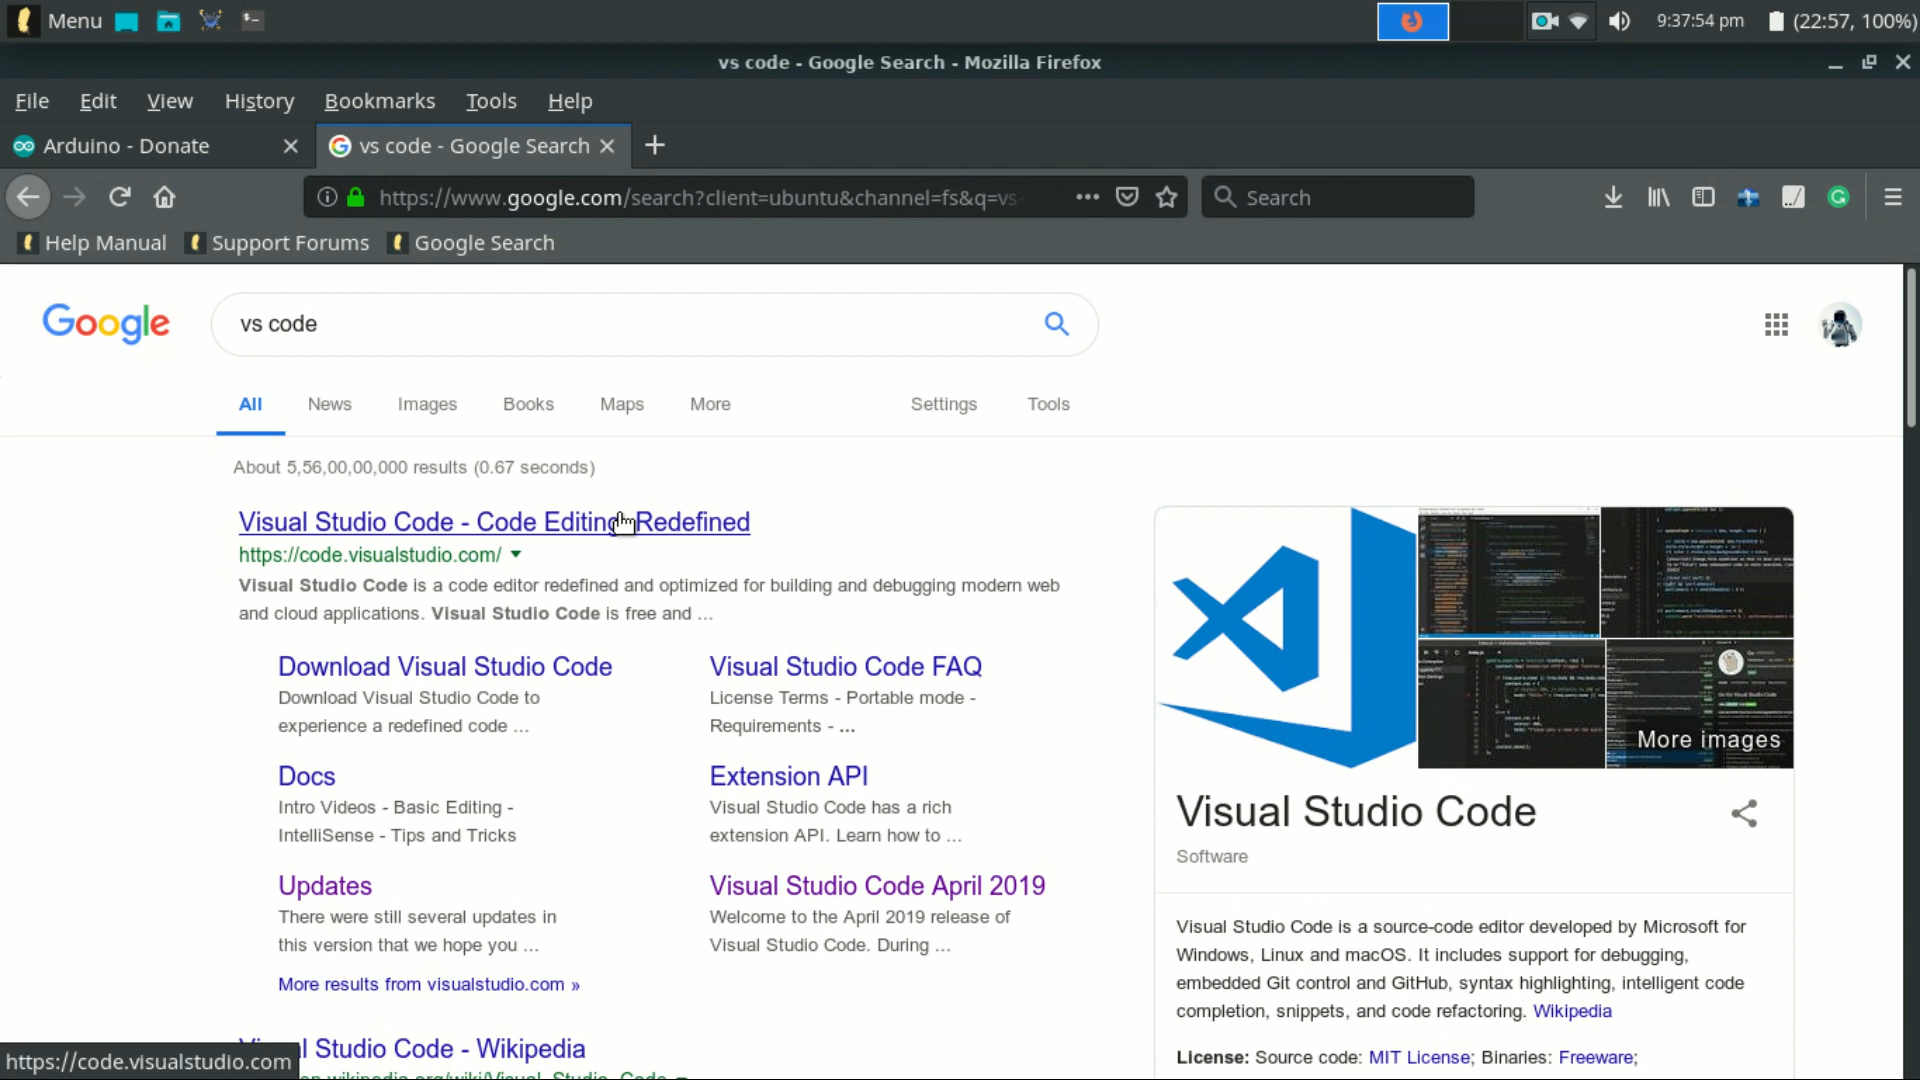 Menu
9:37:54 pm
(22:57, 100%)
vs code - Google Search - Mozilla Firefox
File Edit View History Bookmarks Tools Help
Arduino - Donate
vs code - Google Search
https://www.google.com/search?client=ubuntu&channel=fs&q=vs
Search
Help Manual
Support Forums
Google Search
Google
vs code
All News Images Books Maps More Settings Tools
About 5,56,00,00,000 results (0.67 seconds)
Visual Studio Code - Code Editing Redefined
https://code.visualstudio.com/
Visual Studio Code is a code editor redefined and optimized for building and debugging modern web
and cloud applications. Visual Studio Code is free and ...
Download Visual Studio Code
Download Visual Studio Code to
experience a redefined code ...
Visual Studio Code FAQ
License Terms - Portable mode -
Requirements - ...
Docs
Intro Videos - Basic Editing -
IntelliSense - Tips and Tricks
Extension API
Visual Studio Code has a rich
extension API. Learn how to ...
Updates
There were still several updates in
this version that we hope you ...
Visual Studio Code April 2019
Welcome to the April 2019 release of
Visual Studio Code. During ...
More results from visualstudio.com »
l Studio Code - Wikipedia
https://code.visualstudio.com
More images
Visual Studio Code
Software
Visual Studio Code is a source-code editor developed by Microsoft for
Windows, Linux and macOS. It includes support for debugging,
embedded Git control and GitHub, syntax highlighting, intelligent code
completion, snippets, and code refactoring. Wikipedia
License: Source code: MIT License; Binaries: Freeware;